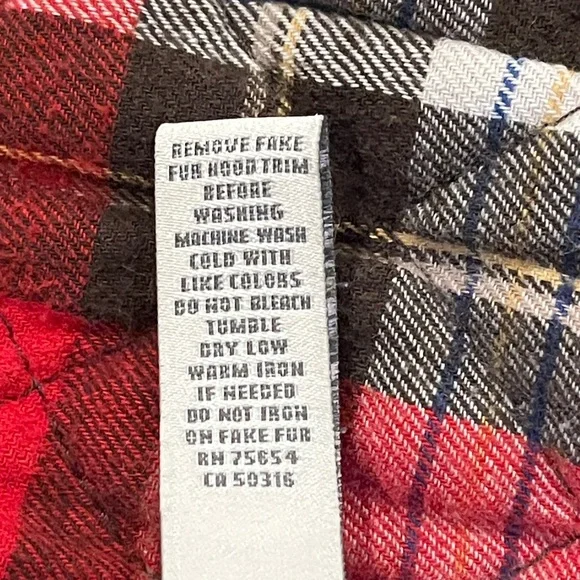 REMOVE FAKE
FUR HOOD TRIM
BEFORE
WASHING
MACHINE WASH
COLD WITH
LIKE COLORS
DO NOT BLEACH
TUMBLE
DRY LOW
WARM IRON
IF NEEDED
DO NOT IRON
ON FAKE FUR
RN 75654
CA 50316